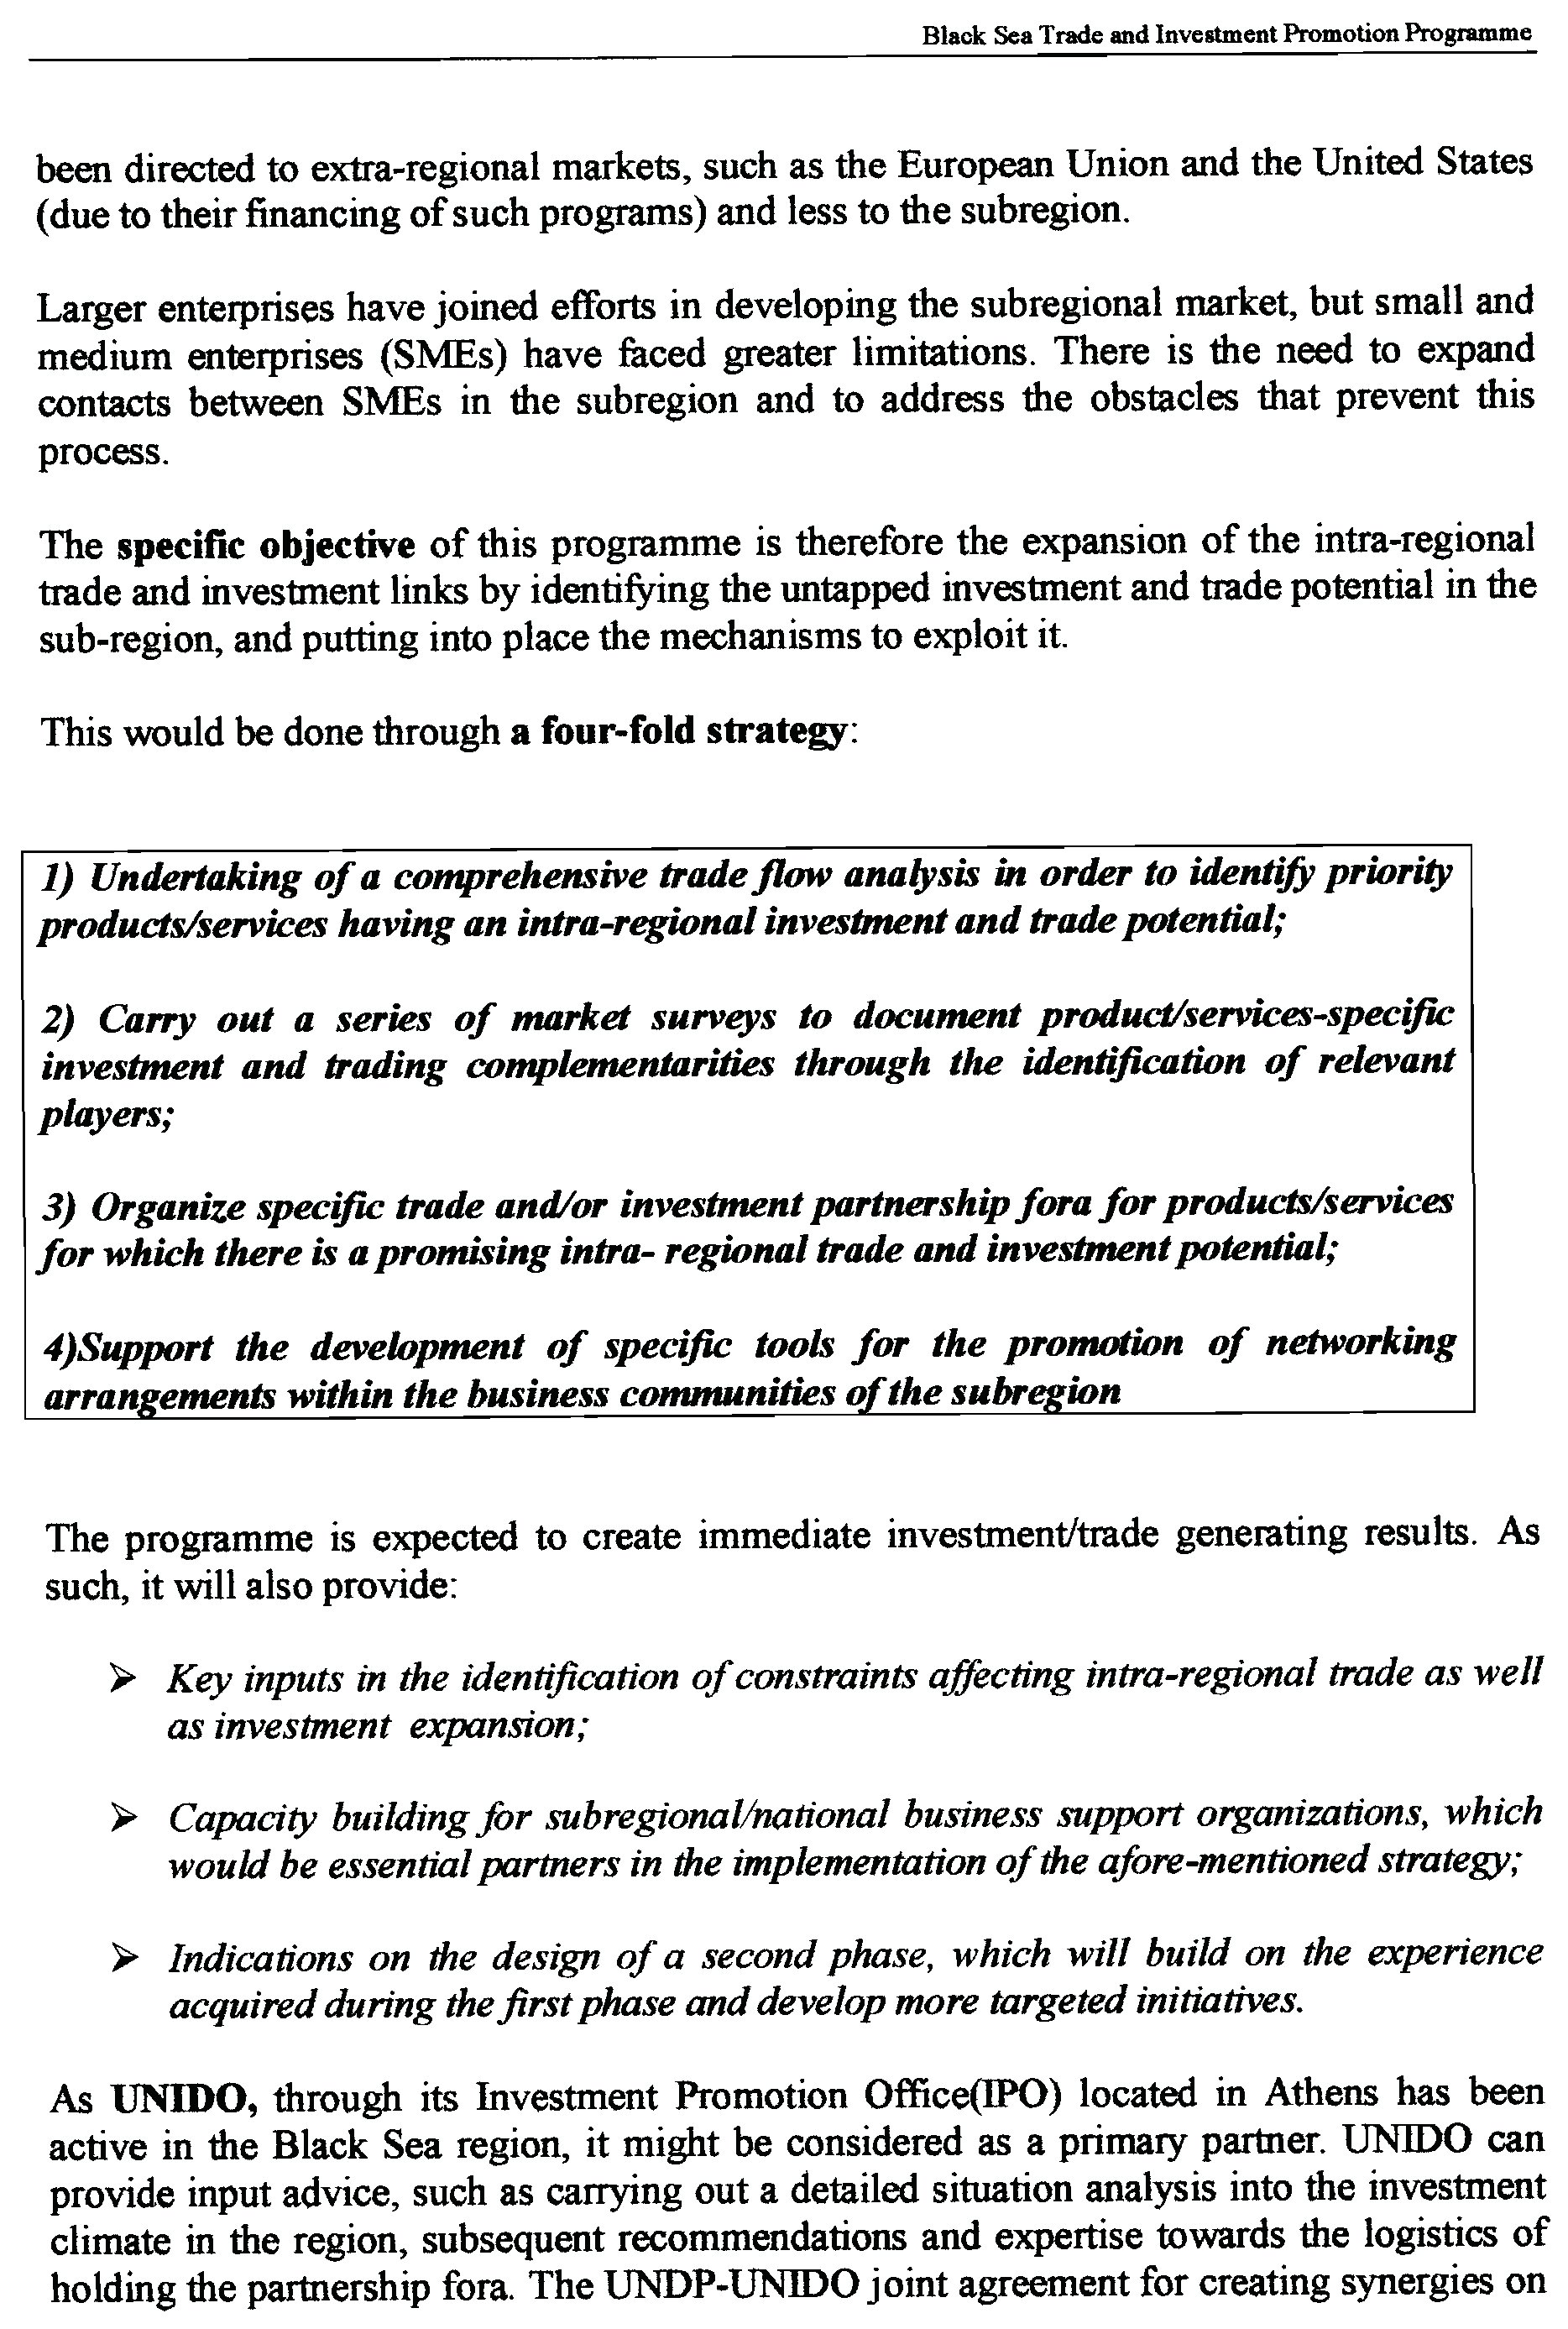 Black Sea Trade and Investment Promotion Programme
been directed to extra-regional markets, such as the European Union and the United States
(due to their financing of such programs) and less to the subregion.
Larger enterprises have joined efforts in developing the subregional market, but small and
medium enterprises (SMEs) have faced greater limitations. There is the need to expand
contacts between SMEs in the subregion and to address the obstacles that prevent this
process.
The specific objective of this programme is therefore the expansion of the intra-regional
trade and investment links by identifying the untapped investment and trade potential in the
sub-region, and putting into place the mechanisms to exploit it.
This would be done through a four-fold strategy:
1) Undertaking of a comprehensive trade flow analysis in order to identify priority
products/services having an intra-regional investment and trade potential;
2) Carry out a series of market surveys to document product/services-specific
investment and trading complementarities through the identification of relevant
players;
3) Organize specific trade and/or investment partnership fora for products/services
for which there is a promising intra- regional trade and investment potential;
4)Support the development of specific tools for the promotion of networking
arrangements within the business communities of the subregion
The programme is expected to create immediate investment/trade generating results. As
such, it will also provide:
➢ Key inputs in the identification of constraints affecting intra-regional trade as well
as investment expansion;
➢ Capacity building for subregional/national business support organizations, which
would be essential partners in the implementation of the afore-mentioned strategy;
➢ Indications on the design of a second phase, which will build on the experience
acquired during the first phase and develop more targeted initiatives.
As UNIDO, through its Investment Promotion Office(IPO) located in Athens has been
active in the Black Sea region, it might be considered as a primary partner. UNIDO can
provide input advice, such as carrying out a detailed situation analysis into the investment
climate in the region, subsequent recommendations and expertise towards the logistics of
holding the partnership fora. The UNDP-UNIDO joint agreement for creating synergies on